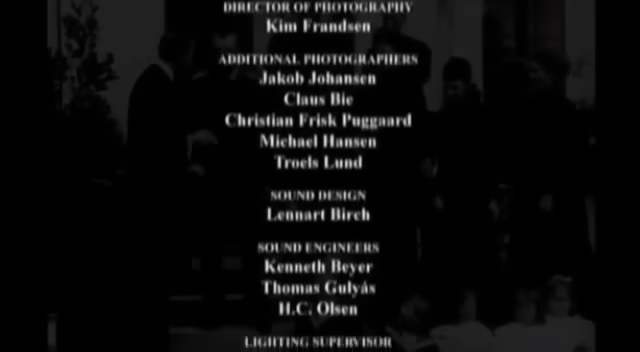 DIRECTOR OF PHOTOGRAPHY
Kim Frandsen
ADDITIONAL PHOTOGRAPHERS
Jakob Johansen
Claus Bie
Christian Frisk Puggaard
Michael Hansen
Troels Lund
SOUND DESIGN
Lennart Birch
SOUND ENGINEERS
Kenneth Beyer
Thomas Gulyás
H.C. Olsen
LIGHTING SUPERVISOR